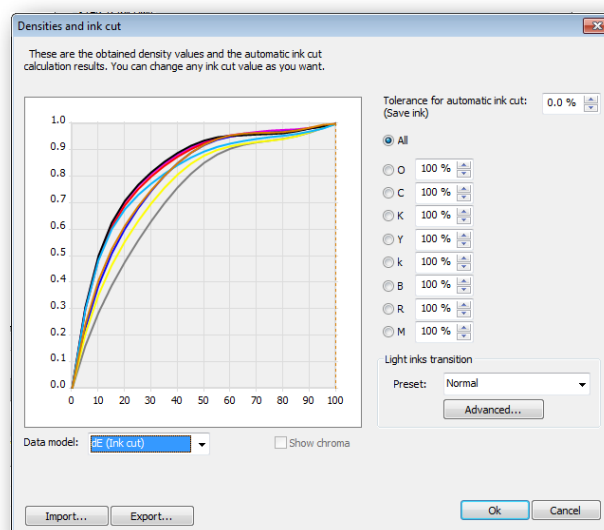 Densities and ink cut
These are the obtained density values and the automatic ink cut
calculation results. You can change any ink cut value as you want.
Tolerance for automatic ink cut:
(Save ink)
0.0 %
All
O 100 %
C 100 %
K 100 %
Y 100 %
k 100 %
B 100 %
R 100 %
M 100 %
1.0
0.9
0.8
0.7
0.6
0.5
0.4
0.3
0.2
0.1
0.0
0 10 20 30 40 50 60 70 80 90 100
Light inks transition
Preset: Normal
Advanced...
Data model: dE (Ink cut)
Show chroma
Import... Export...
Ok Cancel